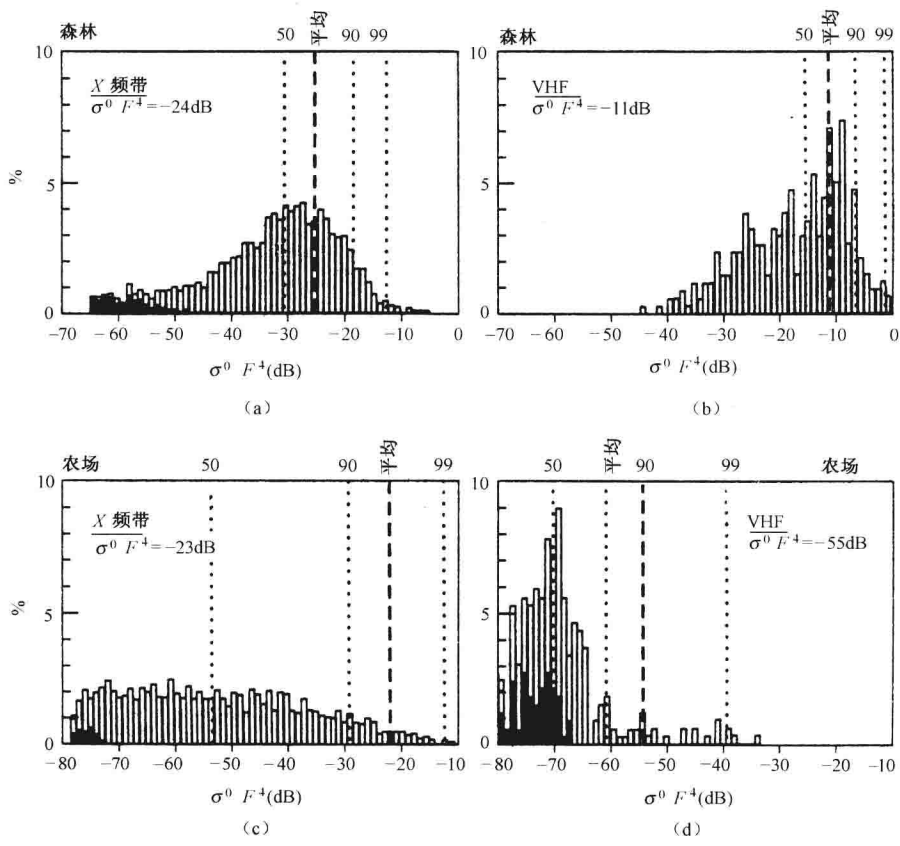 森林 50 平均 90 99
10
X 频带
σ⁰ F⁴=−24dB
%
5
0
−70 −60 −50 −40 −30 −20 −10 0
σ⁰ F⁴(dB)
(a)
森林 50 平均 90 99
10
VHF
σ⁰ F⁴=−11dB
5
0
−70 −60 −50 −40 −30 −20 −10 −0
σ⁰ F⁴(dB)
(b)
农场 50 90 平均 99
10
X 频带
σ⁰ F⁴=−23dB
%
5
0
−80 −70 −60 −50 −40 −30 −20 −10
σ⁰ F⁴(dB)
(c)
50 平均 90 99 农场
10
VHF
σ⁰ F⁴=−55dB
5
0
−80 −70 −60 −50 −40 −30 −20 −10
σ⁰ F⁴(dB)
(d)